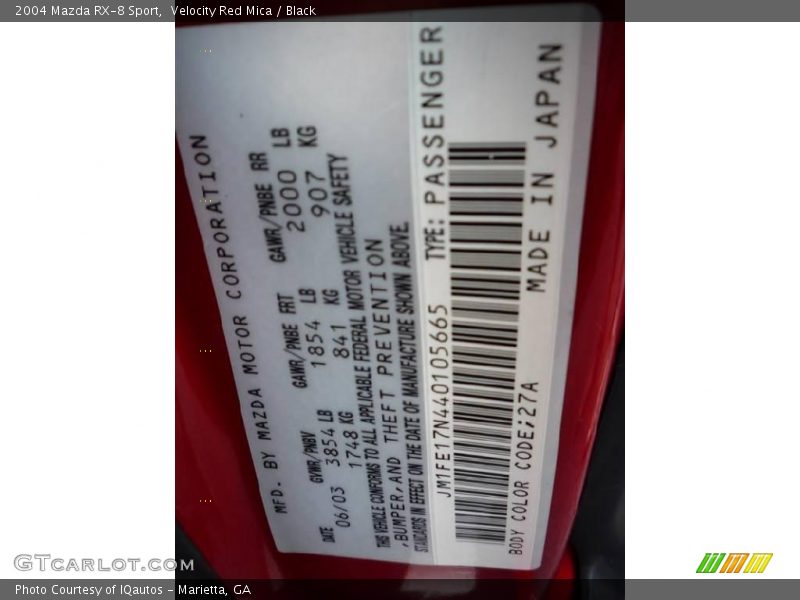 2004 Mazda RX-8 Sport,  Velocity Red Mica / Black
MFD. BY MAZDA MOTOR CORPORATION
DATE GVWR/PNBV GAWR/PNBE FRT GAWR/PNBE RR
06/03 3854 LB 1854 LB 2000 LB
1748 KG 841 KG 907 KG
THIS VEHICLE CONFORMS TO ALL APPLICABLE FEDERAL MOTOR VEHICLE SAFETY
,BUMPER,AND THEFT PREVENTION
STANDARDS IN EFFECT ON THE DATE OF MANUFACTURE SHOWN ABOVE.
JM1FE17N440105665 TYPE: PASSENGER
BODY COLOR CODE;27A MADE IN JAPAN
GTCarLot.com
Photo Courtesy of IQautos - Marietta, GA